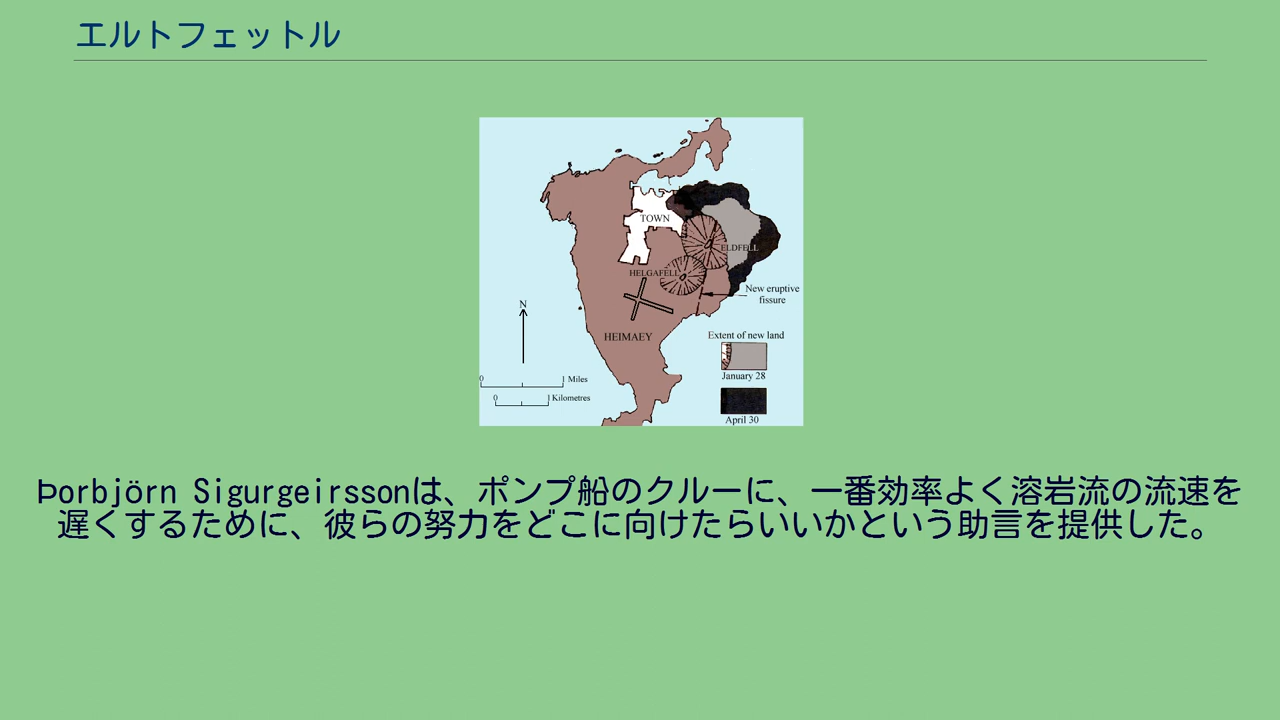 エルトフェットル
TOWN
ELDFELL
HELGAFELL
New eruptive
fissure
N
HEIMAEY
Extent of new land
January 28
0 1 Miles
0 1 Kilometres
April 30
Þorbjörn Sigurgeirssonは、ポンプ船のクルーに、一番効率よく溶岩流の流速を
遅くするために、彼らの努力をどこに向けたらいいかという助言を提供した。